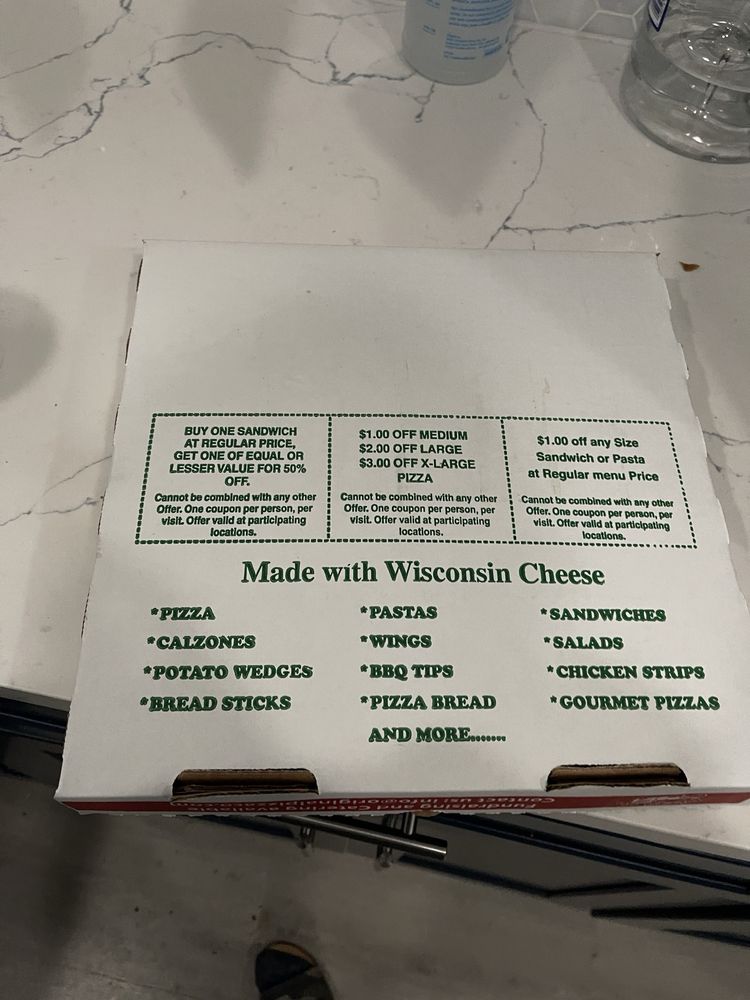 BUY ONE SANDWICH
AT REGULAR PRICE,
GET ONE OF EQUAL OR
LESSER VALUE FOR 50%
OFF.
Cannot be combined with any other
Offer. One coupon per person, per
visit. Offer valid at participating
locations.
$1.00 OFF MEDIUM
$2.00 OFF LARGE
$3.00 OFF X-LARGE
PIZZA
Cannot be combined with any other
Offer. One coupon per person, per
visit. Offer valid at participating
locations.
$1.00 off any Size
Sandwich or Pasta
at Regular menu Price
Cannot be combined with any other
Offer. One coupon per person, per
visit. Offer valid at participating
locations.
Made with Wisconsin Cheese
*PIZZA
*CALZONES
*POTATO WEDGES
*BREAD STICKS
*PASTAS
*WINGS
*BBQ TIPS
*PIZZA BREAD
*SANDWICHES
*SALADS
*CHICKEN STRIPS
*GOURMET PIZZAS
AND MORE.......
Fundraising and
Contact us: